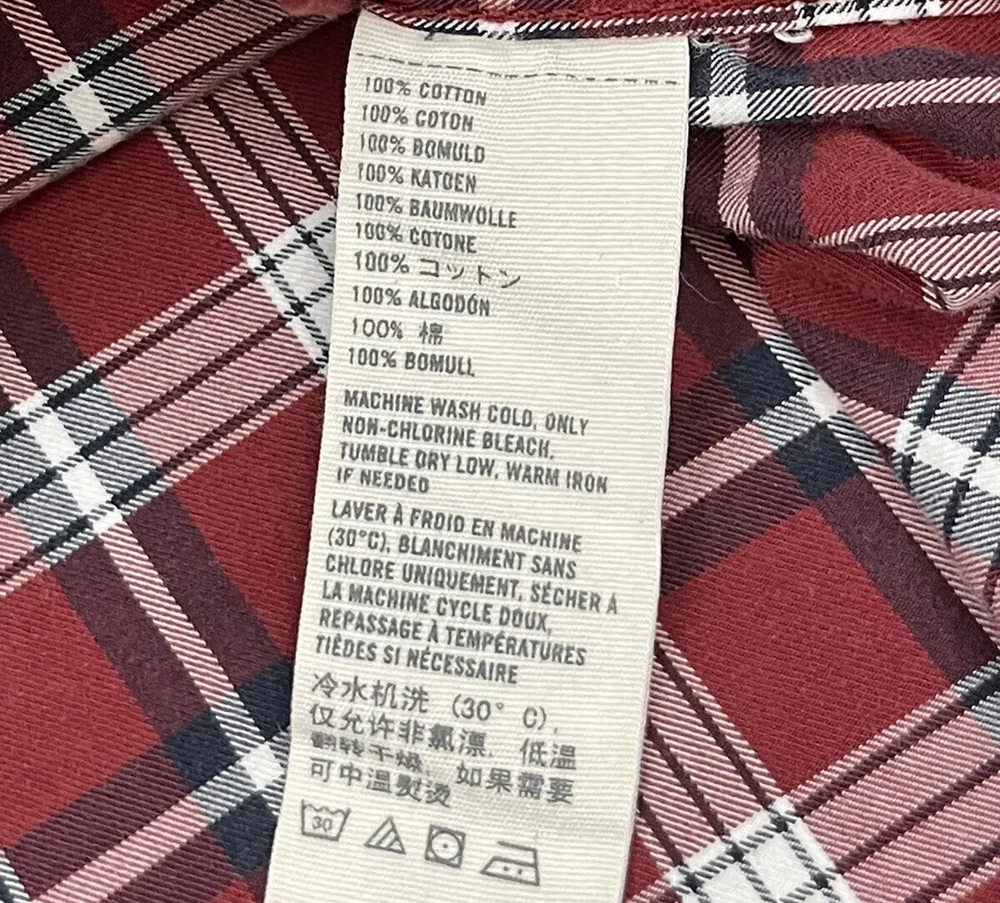 100% COTTON
100% COTON
100% BOMULD
100% KATOEN
100% BAUMWOLLE
100% COTONE
100% コットン
100% ALGODÓN
100% 棉
100% BOMULL
MACHINE WASH COLD, ONLY
NON-CHLORINE BLEACH.
TUMBLE DRY LOW. WARM IRON
IF NEEDED
LAVER À FROID EN MACHINE
(30°C), BLANCHIMENT SANS
CHLORE UNIQUEMENT, SÉCHER À
LA MACHINE CYCLE DOUX,
REPASSAGE À TEMPÉRATURES
TIÈDES SI NÉCESSAIRE
冷水机洗 (30° C),
仅允许非氯漂. 低温
翻转干燥. 如果需要
可中温熨烫
30